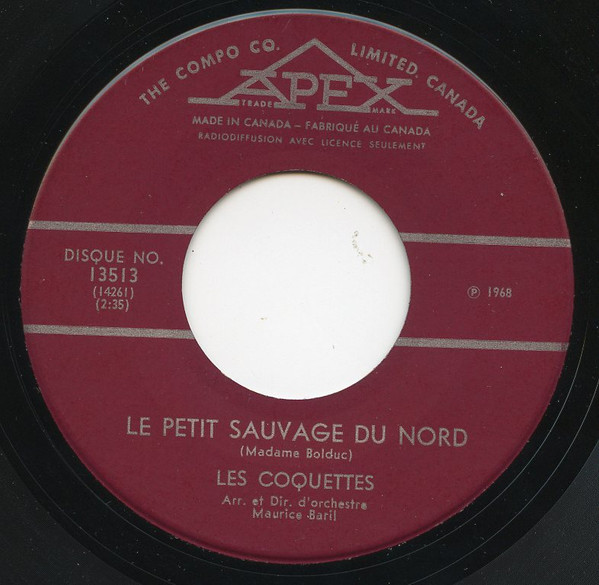 THE COMPO CO. LIMITED, CANADA
APEX
TRADE MARK
MADE IN CANADA – FABRIQUÉ AU CANADA
RADIODIFFUSION AVEC LICENCE SEULEMENT
DISQUE NO.
13513
(14261)
(2:35)
℗ 1968
LE PETIT SAUVAGE DU NORD
(Madame Bolduc)
LES COQUETTES
Arr. et Dir. d'orchestre
Maurice Baril